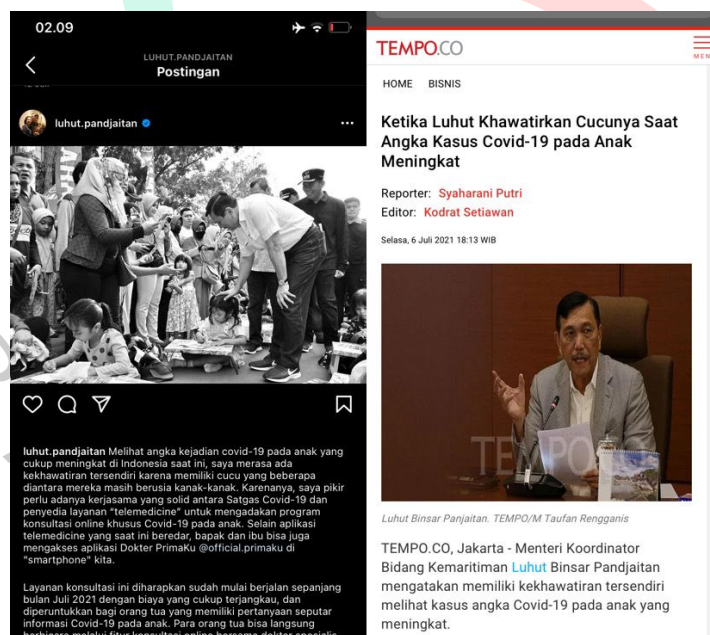 02.09
LUHUT.PANDJAITAN
Postingan
luhut.pandjaitan
luhut.pandjaitan Melihat angka kejadian covid-19 pada anak yang
cukup meningkat di Indonesia saat ini, saya merasa ada
kekhawatiran tersendiri karena memiliki cucu yang beberapa
diantara mereka masih berusia kanak-kanak. Karenanya, saya pikir
perlu adanya kerjasama yang solid antara Satgas Covid-19 dan
penyedia layanan "telemedicine" untuk mengadakan program
konsultasi online khusus Covid-19 pada anak. Selain aplikasi
telemedicine yang saat ini beredar, bapak dan ibu bisa juga
mengakses aplikasi Dokter PrimaKu @official.primaku di
"smartphone" kita.
Layanan konsultasi ini diharapkan sudah mulai berjalan sepanjang
bulan Juli 2021 dengan biaya yang cukup terjangkau, dan
diperuntukkan bagi orang tua yang memiliki pertanyaan seputar
informasi Covid-19 pada anak. Para orang tua bisa langsung
berbicara melalui fitur konsultasi online bersama dokter spesialis
TEMPO.CO
MEN
HOME BISNIS
Ketika Luhut Khawatirkan Cucunya Saat
Angka Kasus Covid-19 pada Anak
Meningkat
Reporter: Syaharani Putri
Editor: Kodrat Setiawan
Selasa, 6 Juli 2021 18:13 WIB
TEMPO
Luhut Binsar Panjaitan. TEMPO/M Taufan Rengganis
TEMPO.CO, Jakarta - Menteri Koordinator
Bidang Kemaritiman Luhut Binsar Pandjaitan
mengatakan memiliki kekhawatiran tersendiri
melihat kasus angka Covid-19 pada anak yang
meningkat.